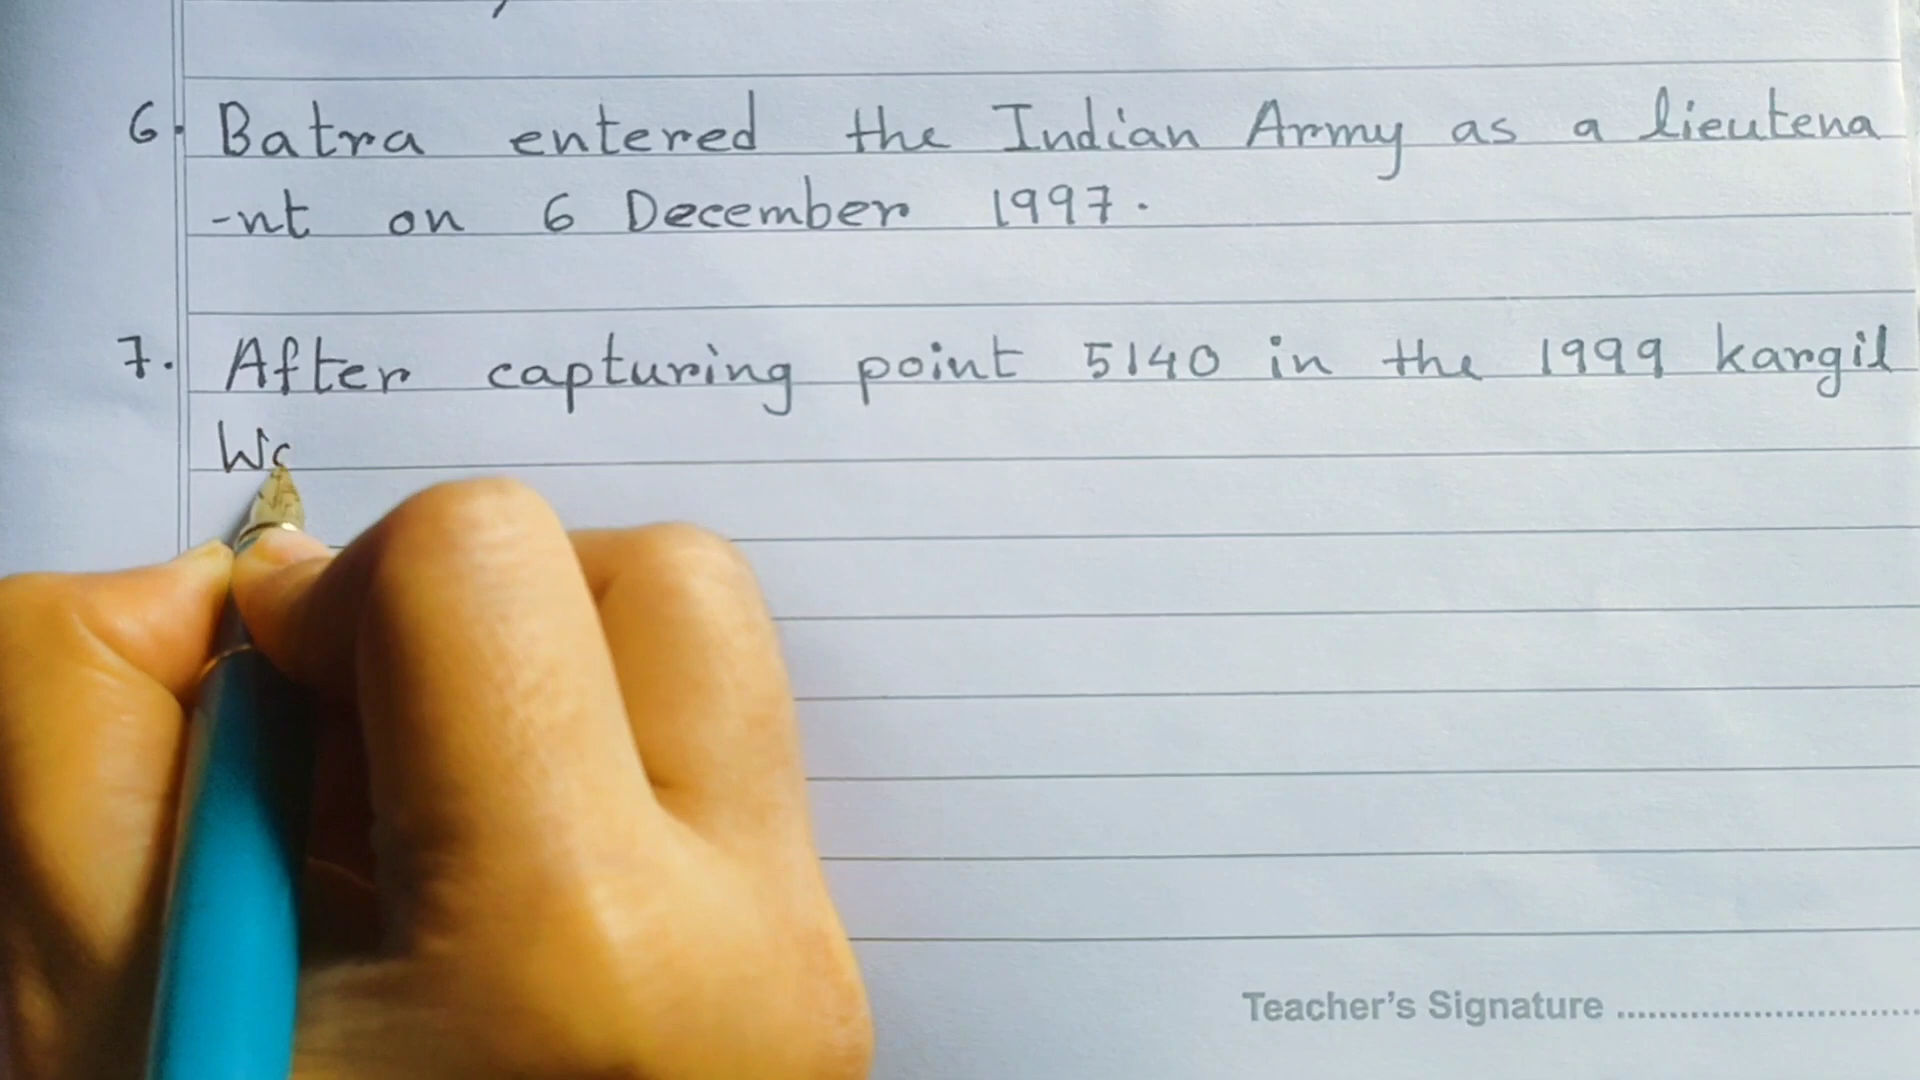 6. Batra entered the Indian Army as a lieutena
-nt on 6 December 1997.
7. After capturing point 5140 in the 1999 kargil
Teacher's Signature ........................